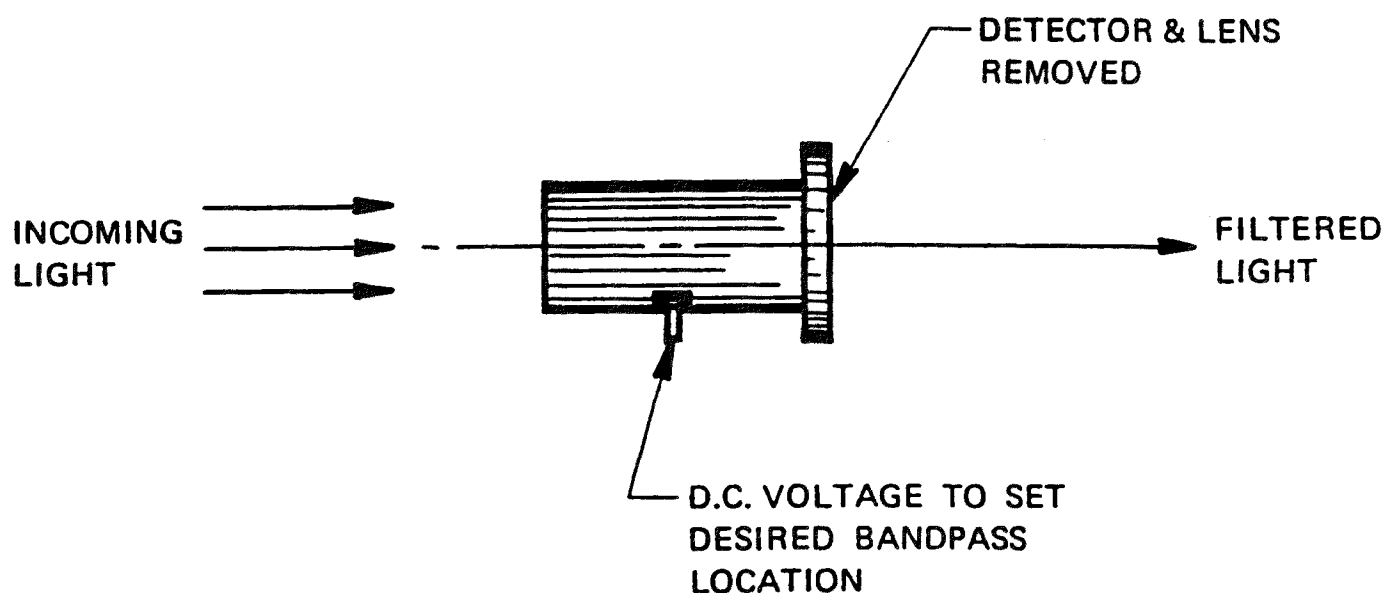 DETECTOR & LENS
REMOVED
INCOMING
LIGHT
FILTERED
LIGHT
D.C. VOLTAGE TO SET
DESIRED BANDPASS
LOCATION